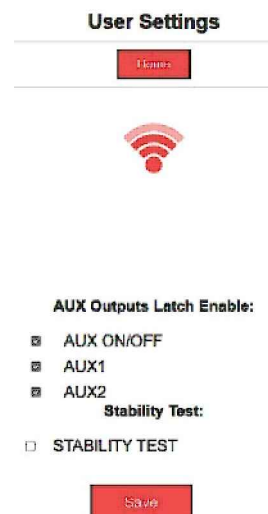 User Settings
Home
AUX Outputs Latch Enable:
AUX ON/OFF
AUX1
AUX2
Stability Test:
STABILITY TEST
Save